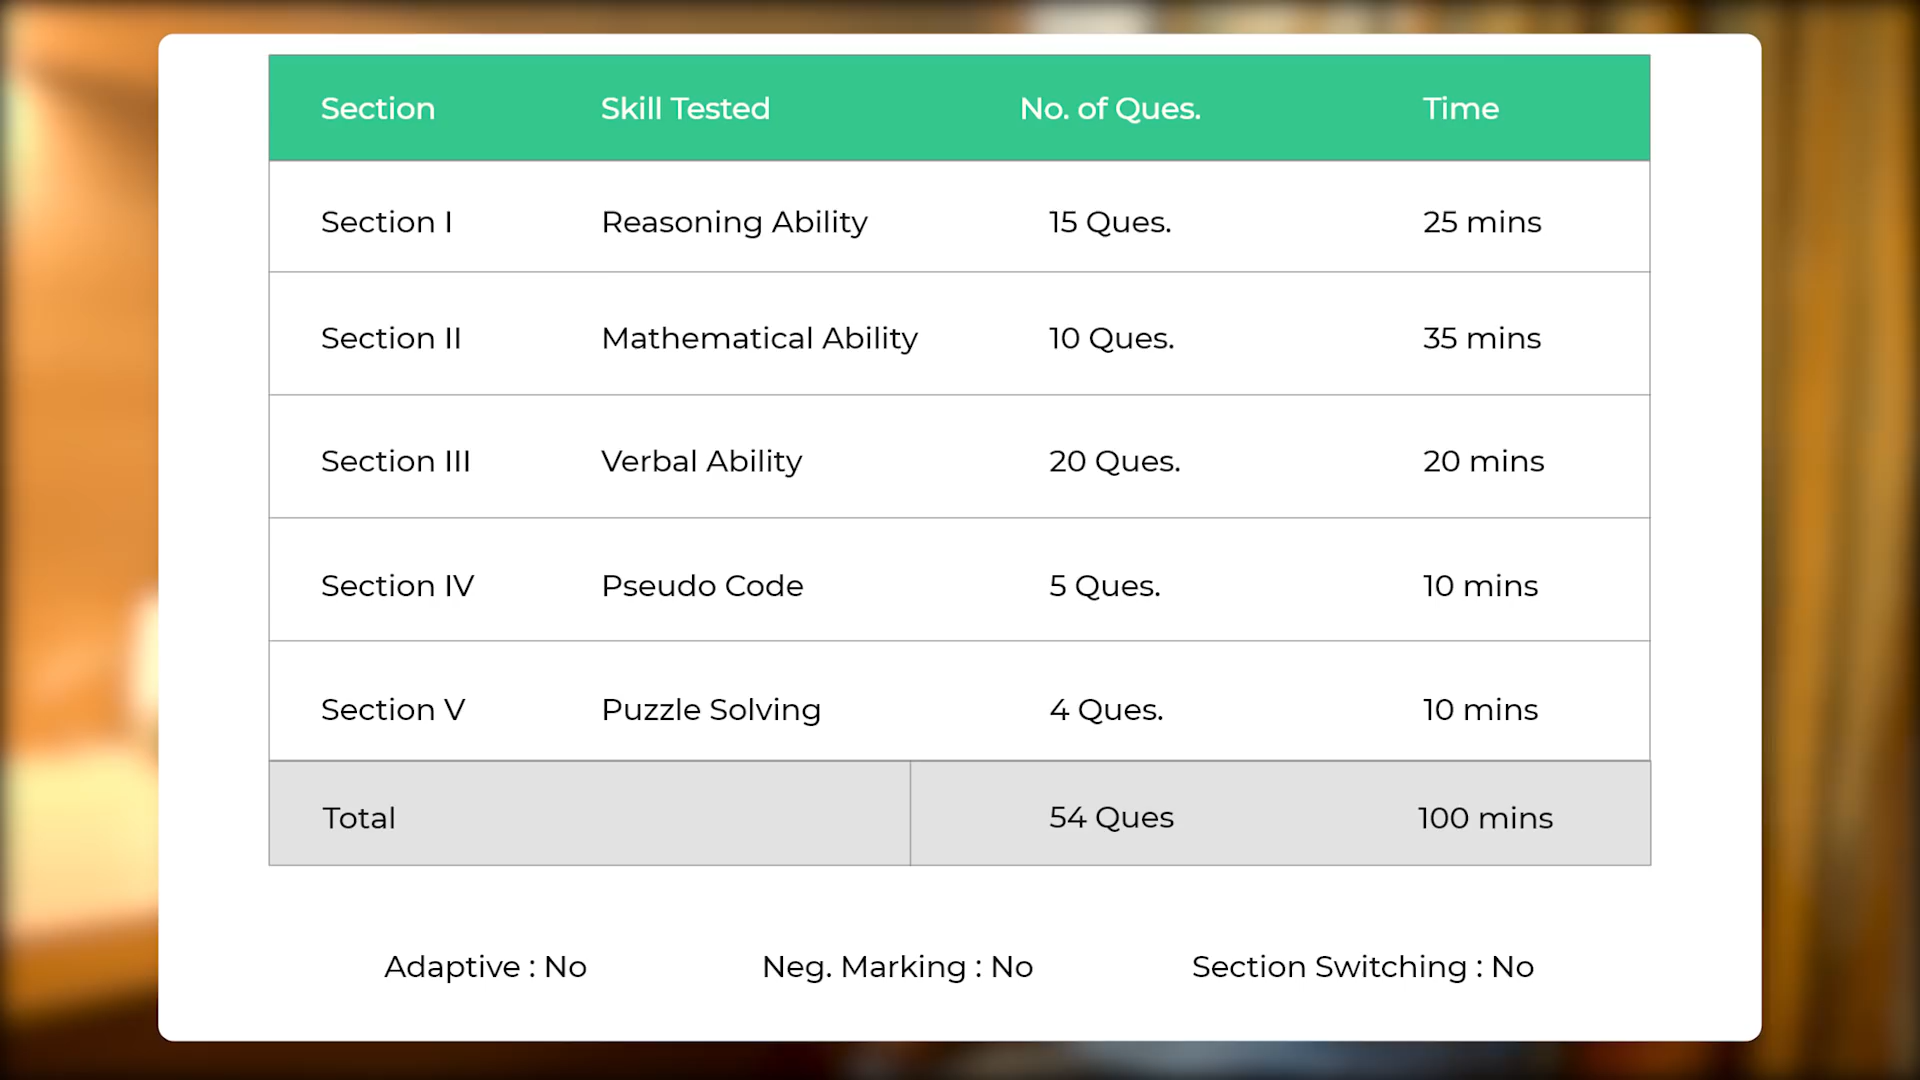 Section Skill Tested No. of Ques. Time
Section I Reasoning Ability 15 Ques. 25 mins
Section II Mathematical Ability 10 Ques. 35 mins
Section III Verbal Ability 20 Ques. 20 mins
Section IV Pseudo Code 5 Ques. 10 mins
Section V Puzzle Solving 4 Ques. 10 mins
Total 54 Ques 100 mins
Adaptive : No Neg. Marking : No Section Switching : No